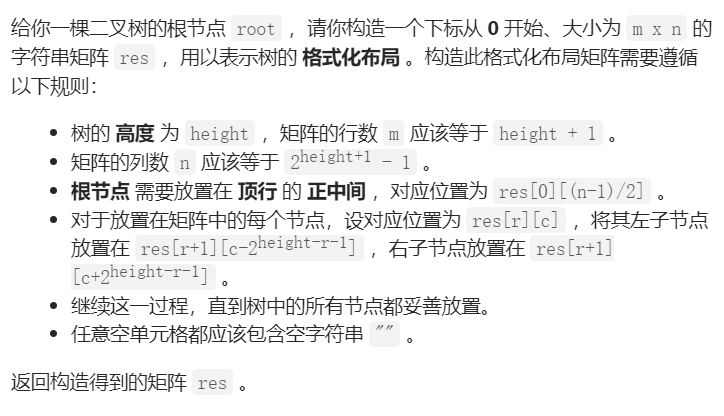 给你一棵二叉树的根节点 root ，请你构造一个下标从 0 开始、大小为 m x n 的
字符串矩阵 res ，用以表示树的 格式化布局 。构造此格式化布局矩阵需要遵循
以下规则：
• 树的 高度 为 height ，矩阵的行数 m 应该等于 height + 1 。
• 矩阵的列数 n 应该等于 2^height+1 - 1 。
• 根节点 需要放置在 顶行 的 正中间 ，对应位置为 res[0][(n-1)/2] 。
• 对于放置在矩阵中的每个节点，设对应位置为 res[r][c] ，将其左子节点
放置在 res[r+1][c-2^height-r-1] ，右子节点放置在 res[r+1]
[c+2^height-r-1] 。
• 继续这一过程，直到树中的所有节点都妥善放置。
• 任意空单元格都应该包含空字符串 "" 。
返回构造得到的矩阵 res 。